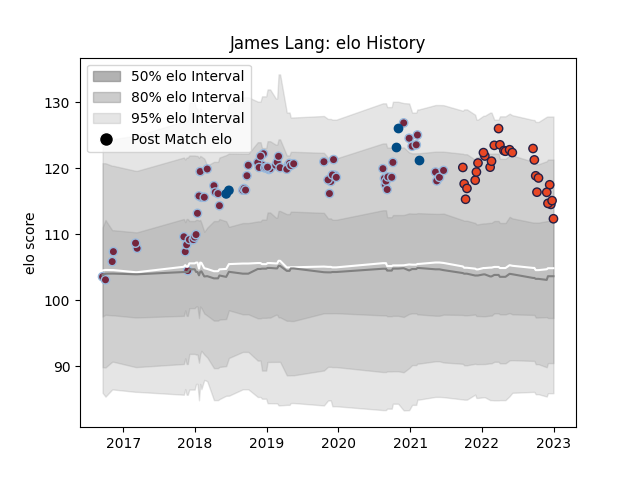 James Lang: elo History
50% elo Interval
80% elo Interval
95% elo Interval
Post Match elo
elo score
130
120
110
100
90
2017 2018 2019 2020 2021 2022 2023